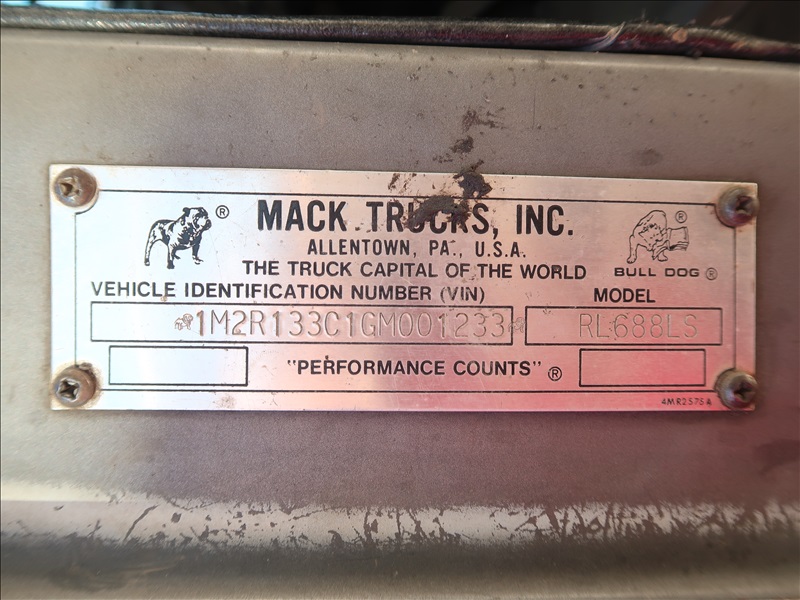 ® MACK TRUCKS, INC. ®
ALLENTOWN, PA., U.S.A.
THE TRUCK CAPITAL OF THE WORLD BULL DOG ®
VEHICLE IDENTIFICATION NUMBER (VIN) MODEL
1M2R133C1GM001233 RL688LS
"PERFORMANCE COUNTS" ®
4MR2575A